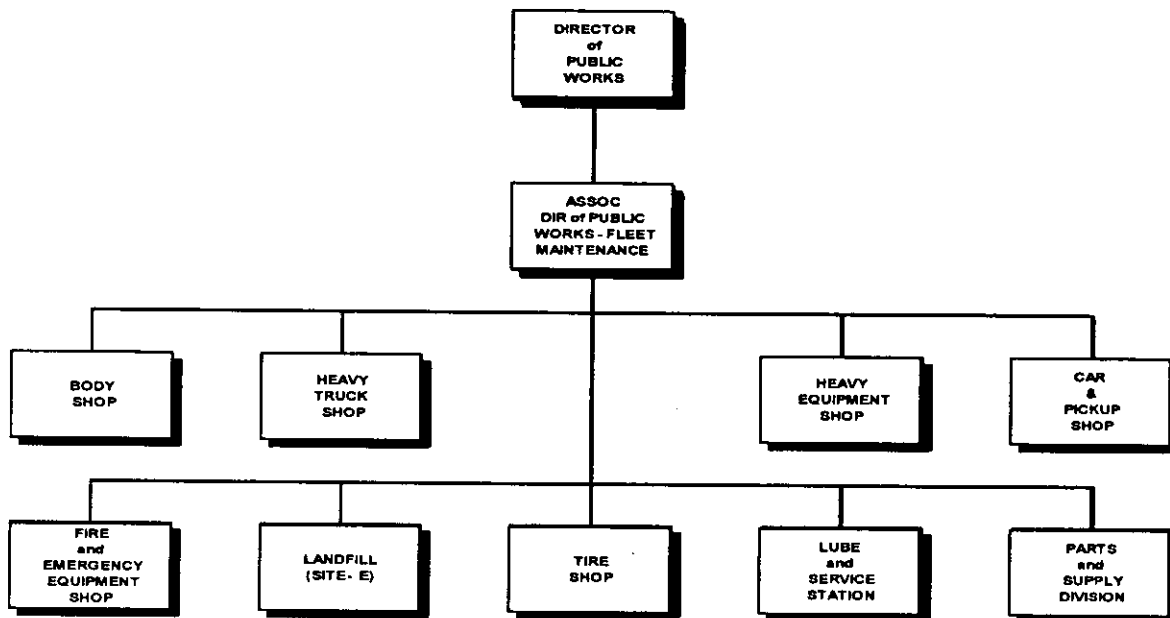 DIRECTOR
of
PUBLIC
WORKS
ASSOC
DIR of PUBLIC
WORKS - FLEET
MAINTENANCE
BODY
SHOP
HEAVY
TRUCK
SHOP
HEAVY
EQUIPMENT
SHOP
CAR
&
PICKUP
SHOP
FIRE
and
EMERGENCY
EQUIPMENT
SHOP
LANDFILL
(SITE- E)
TIRE
SHOP
LUBE
and
SERVICE
STATION
PARTS
and
SUPPLY
DIVISION